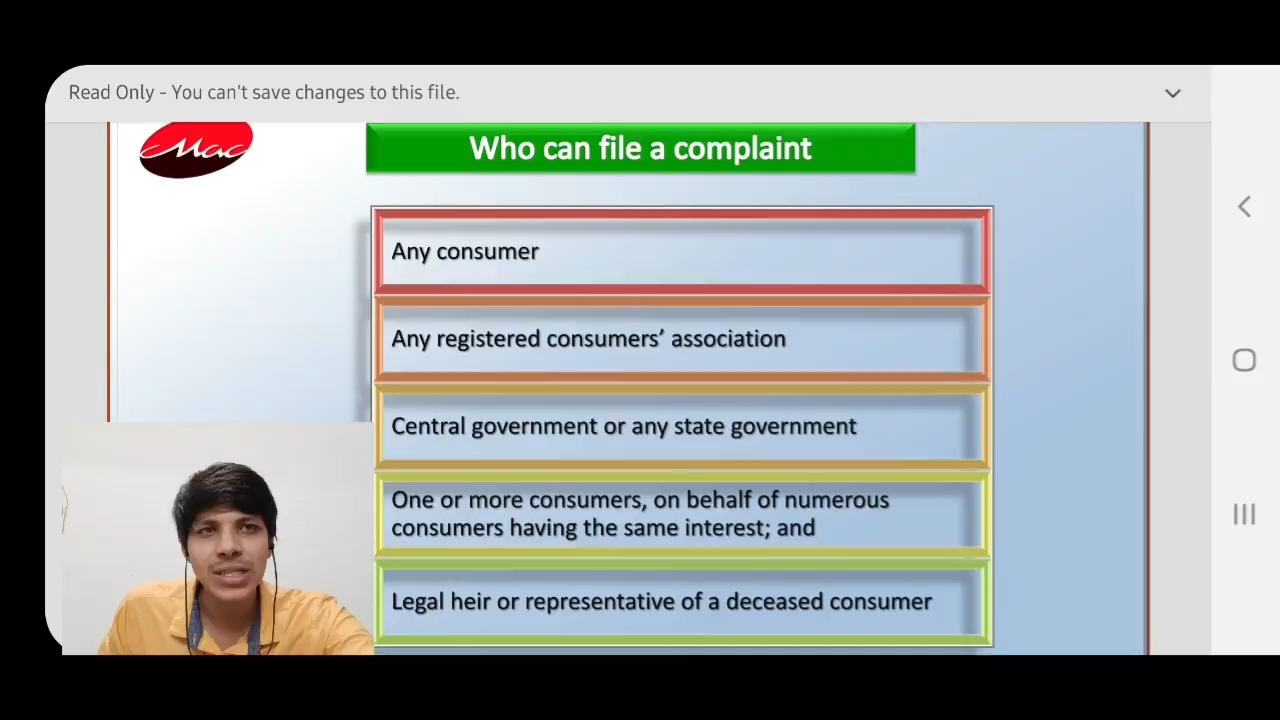 Read Only - You can't save changes to this file.
Mac
Who can file a complaint
Any consumer
Any registered consumers’ association
Central government or any state government
One or more consumers, on behalf of numerous
consumers having the same interest; and
Legal heir or representative of a deceased consumer